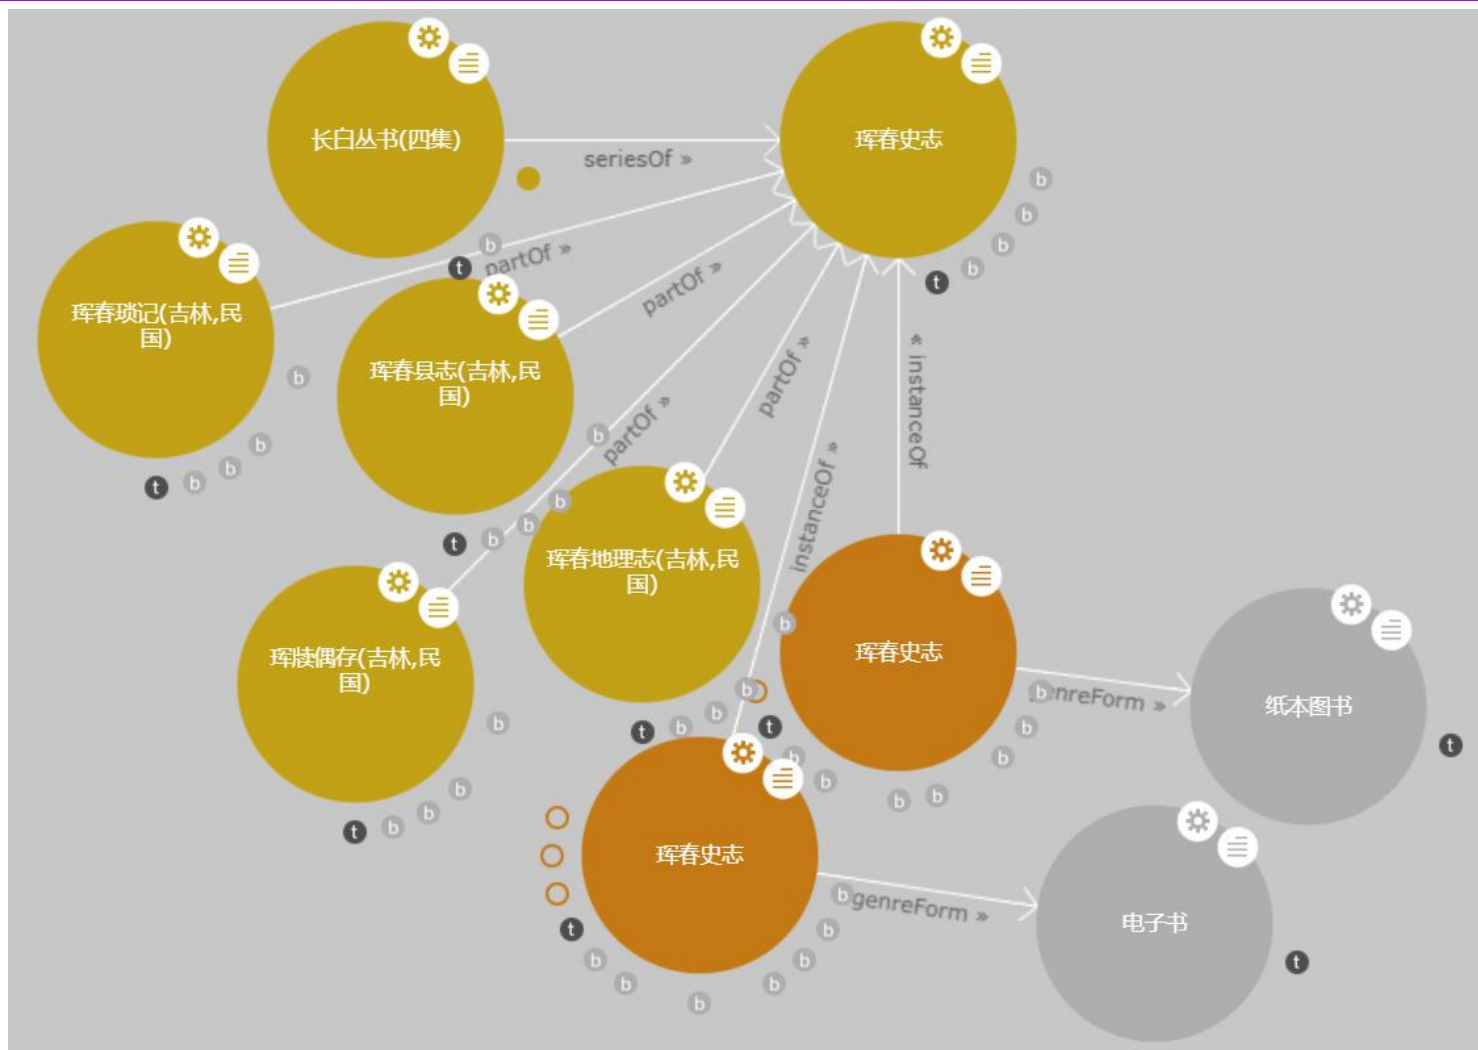 长白丛书(四集)
珲春史志
seriesOf »
partOf »
珲春琐记(吉林,民
国)
partOf »
珲春县志(吉林,民
国)
partOf »
partOf »
instanceOf »
« instanceOf
珲春地理志(吉林,民
国)
珲牍偶存(吉林,民
国)
珲春史志
genreForm »
纸本图书
珲春史志
genreForm »
电子书